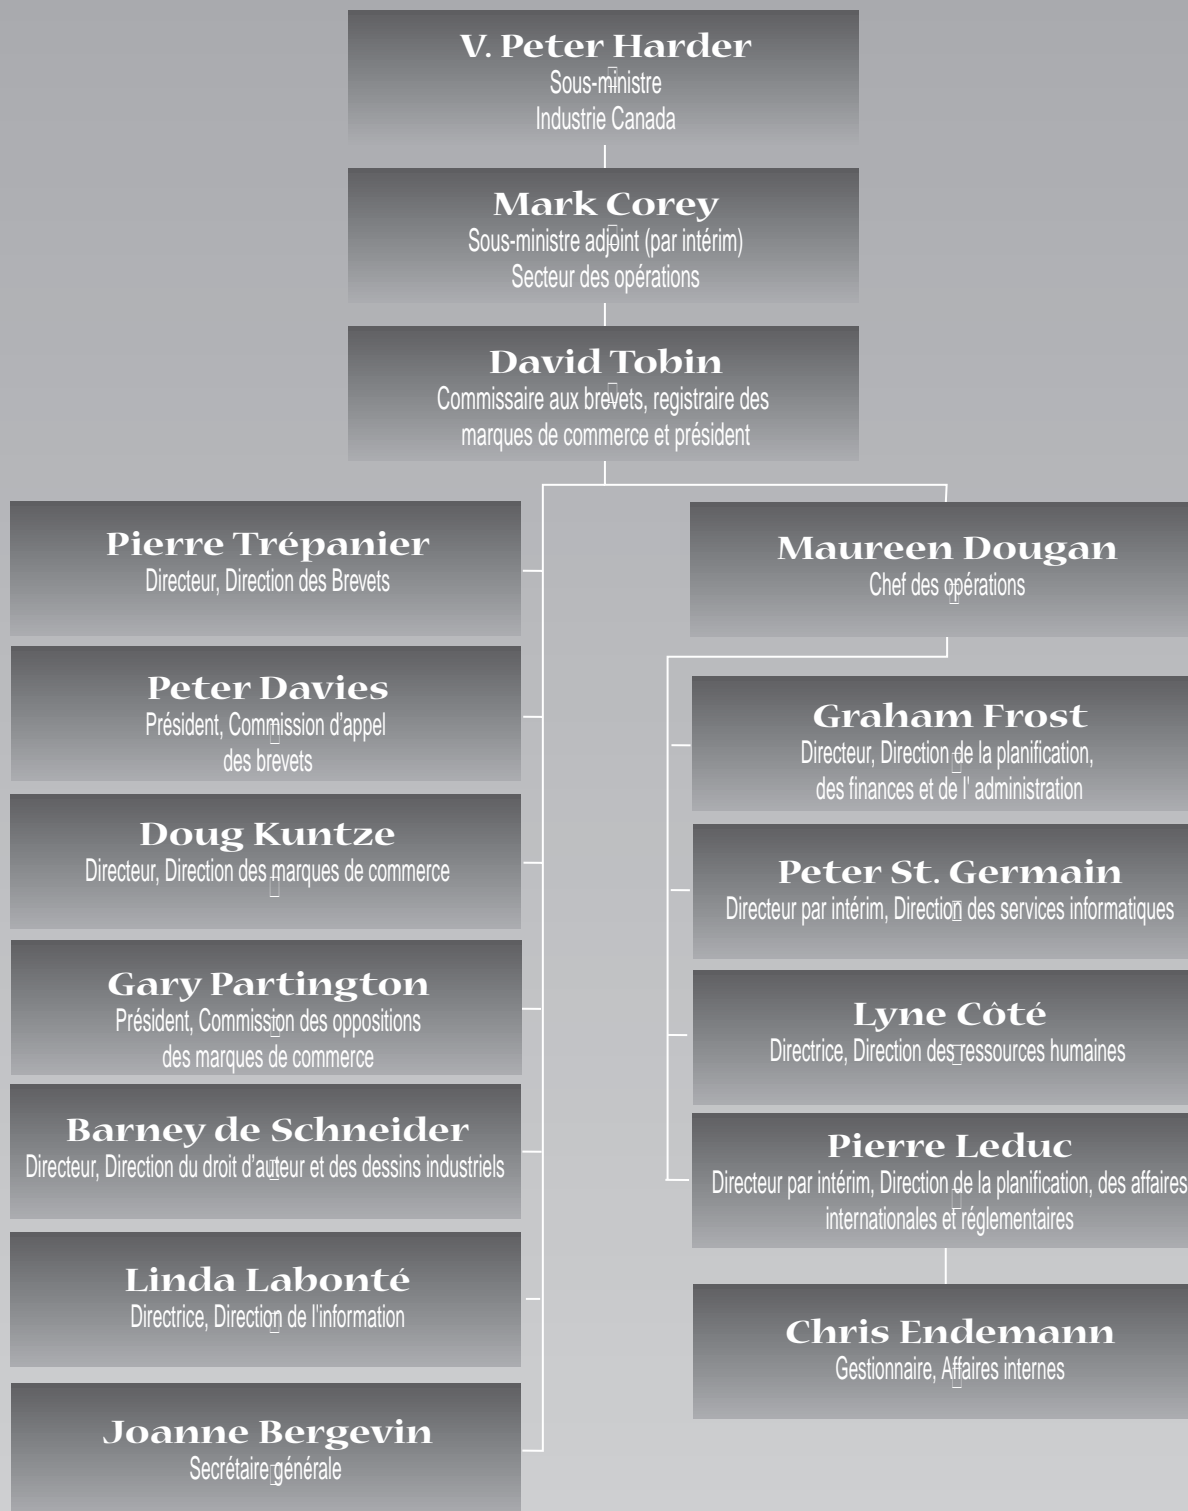 V. Peter Harder
Sous-ministre
Industrie Canada
Mark Corey
Sous-ministre adjoint (par intérim)
Secteur des opérations
David Tobin
Commissaire aux brevets, registraire des
marques de commerce et président
Pierre Trépanier
Directeur, Direction des Brevets
Peter Davies
Président, Commission d’appel
des brevets
Doug Kuntze
Directeur, Direction des marques de commerce
Gary Partington
Président, Commission des oppositions
des marques de commerce
Barney de Schneider
Directeur, Direction du droit d’auteur et des dessins industriels
Linda Labonté
Directrice, Direction de l'information
Joanne Bergevin
Secrétaire générale
Maureen Dougan
Chef des opérations
Graham Frost
Directeur, Direction de la planification,
des finances et de l' administration
Peter St. Germain
Directeur par intérim, Direction des services informatiques
Lyne Côté
Directrice, Direction des ressources humaines
Pierre Leduc
Directeur par intérim, Direction de la planification, des affaires
internationales et réglementaires
Chris Endemann
Gestionnaire, Affaires internes